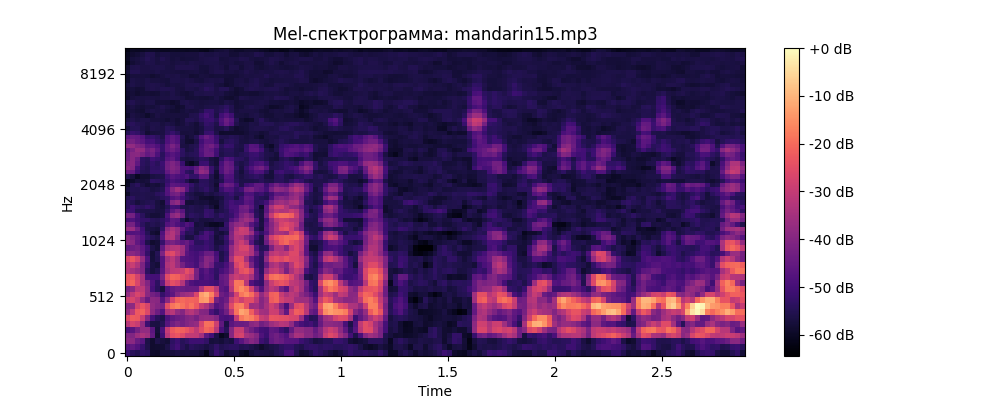 Mel-спектрограмма: mandarin15.mp3
8192
4096
2048
1024
512
0
Hz
0
0.5
1
1.5
2
2.5
Time
+0 dB
-10 dB
-20 dB
-30 dB
-40 dB
-50 dB
-60 dB